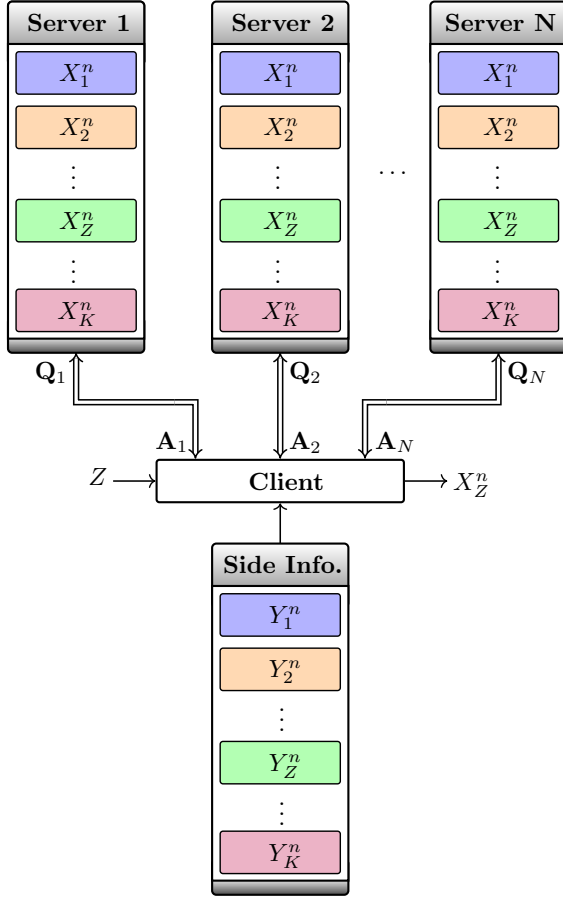 Server 1
X_1^n
X_2^n
⋮
X_Z^n
⋮
X_K^n
Server 2
X_1^n
X_2^n
⋮
X_Z^n
⋮
X_K^n
…
Server N
X_1^n
X_2^n
⋮
X_Z^n
⋮
X_K^n
Q_1
Q_2
Q_N
A_1
A_2
A_N
Z
Client
X_Z^n
Side Info.
Y_1^n
Y_2^n
⋮
Y_Z^n
⋮
Y_K^n